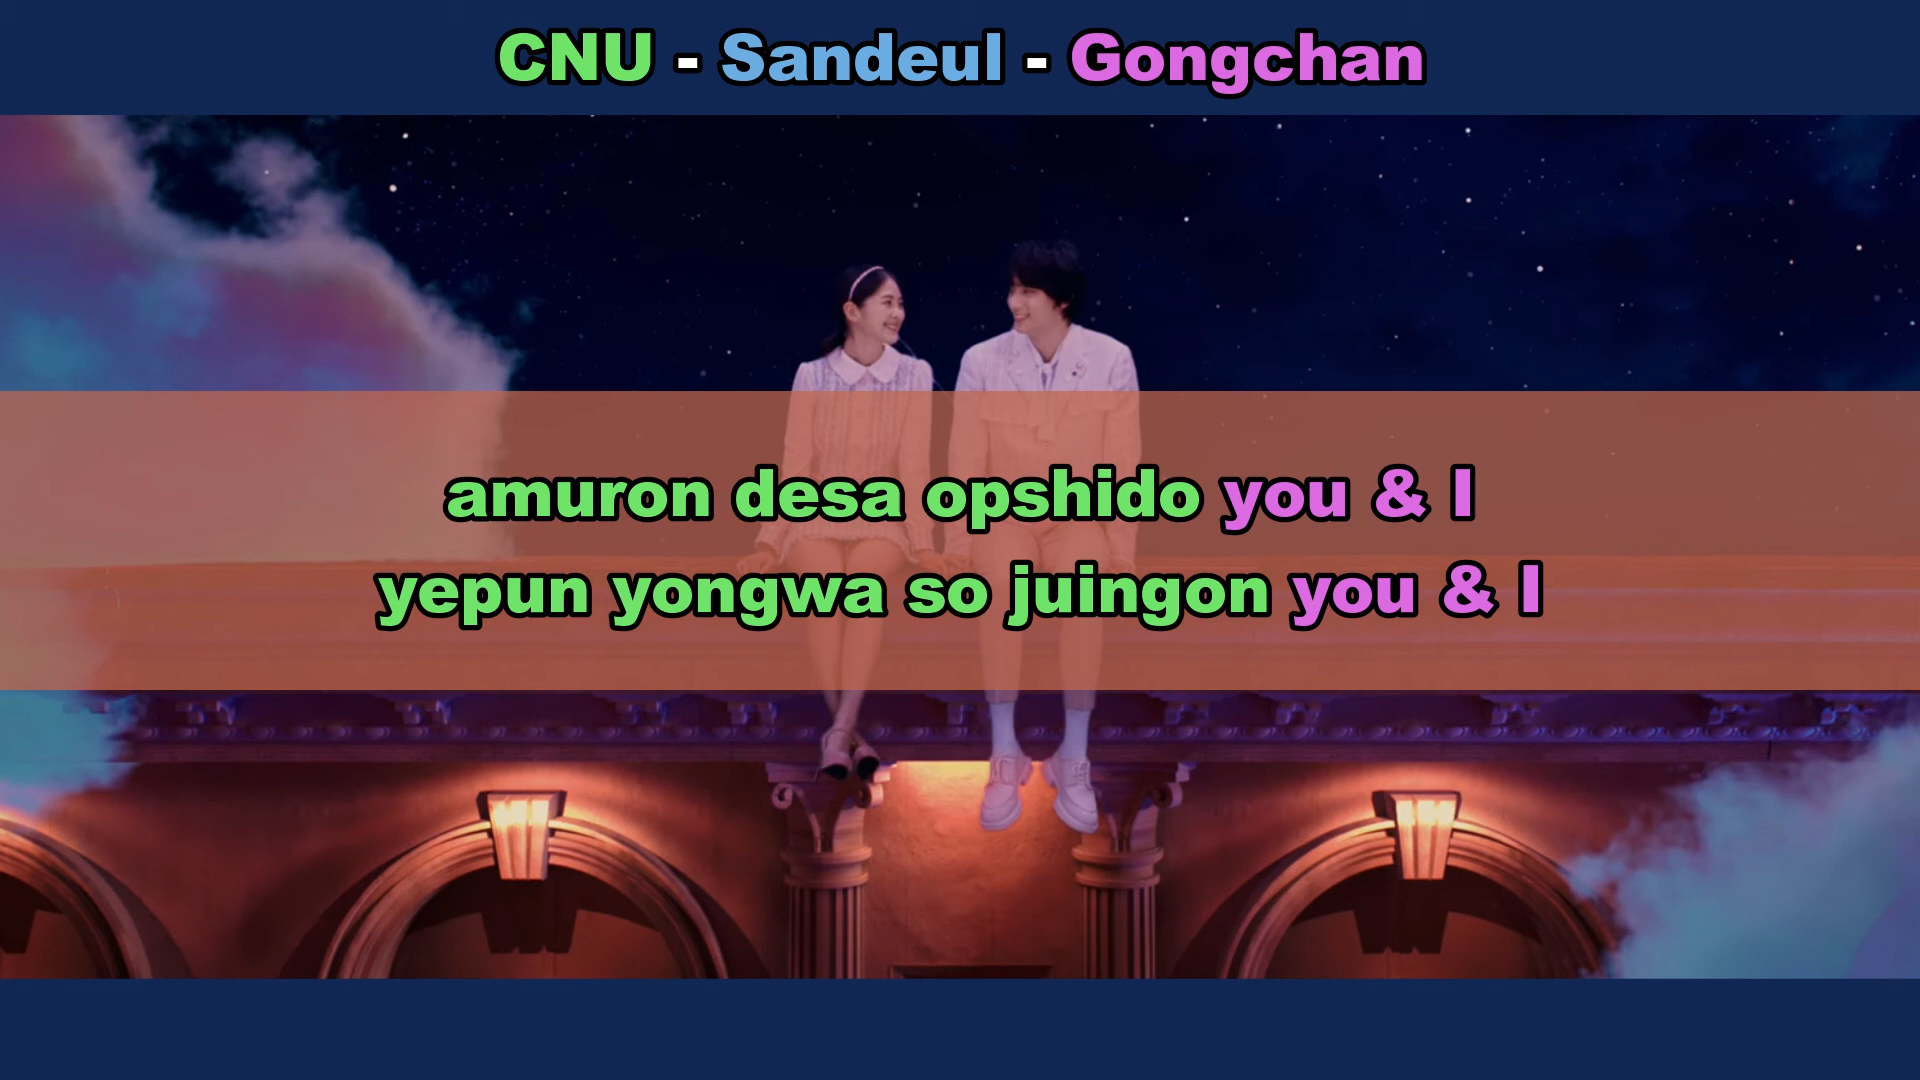 CNU - Sandeul - Gongchan
amuron desa opshido you & I
yepun yongwa so juingon you & I